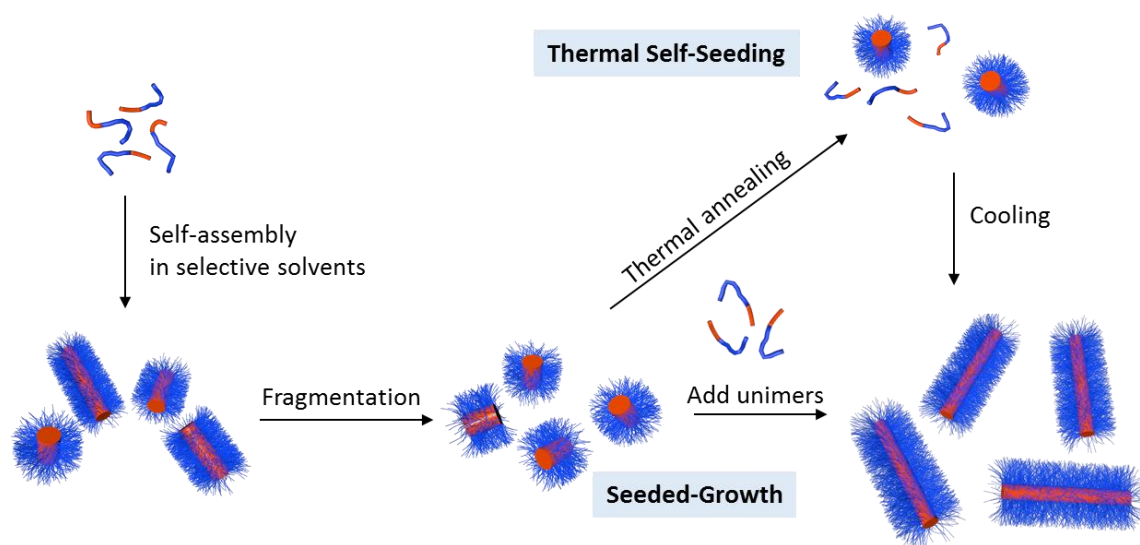 Thermal Self-Seeding
Self-assembly
in selective solvents
Thermal annealing
Cooling
Fragmentation
Add unimers
Seeded-Growth